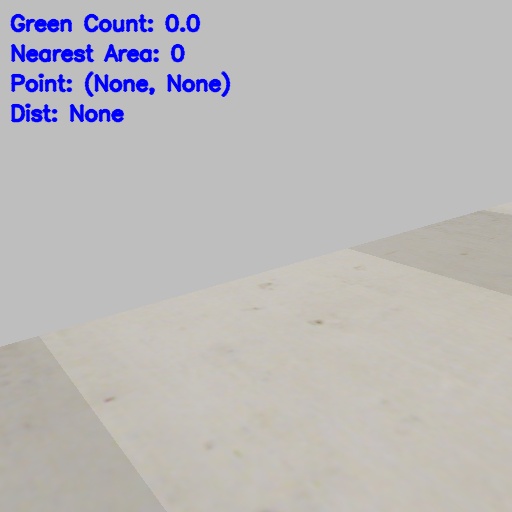 Green Count: 0.0
Nearest Area: 0
Point: (None, None)
Dist: None